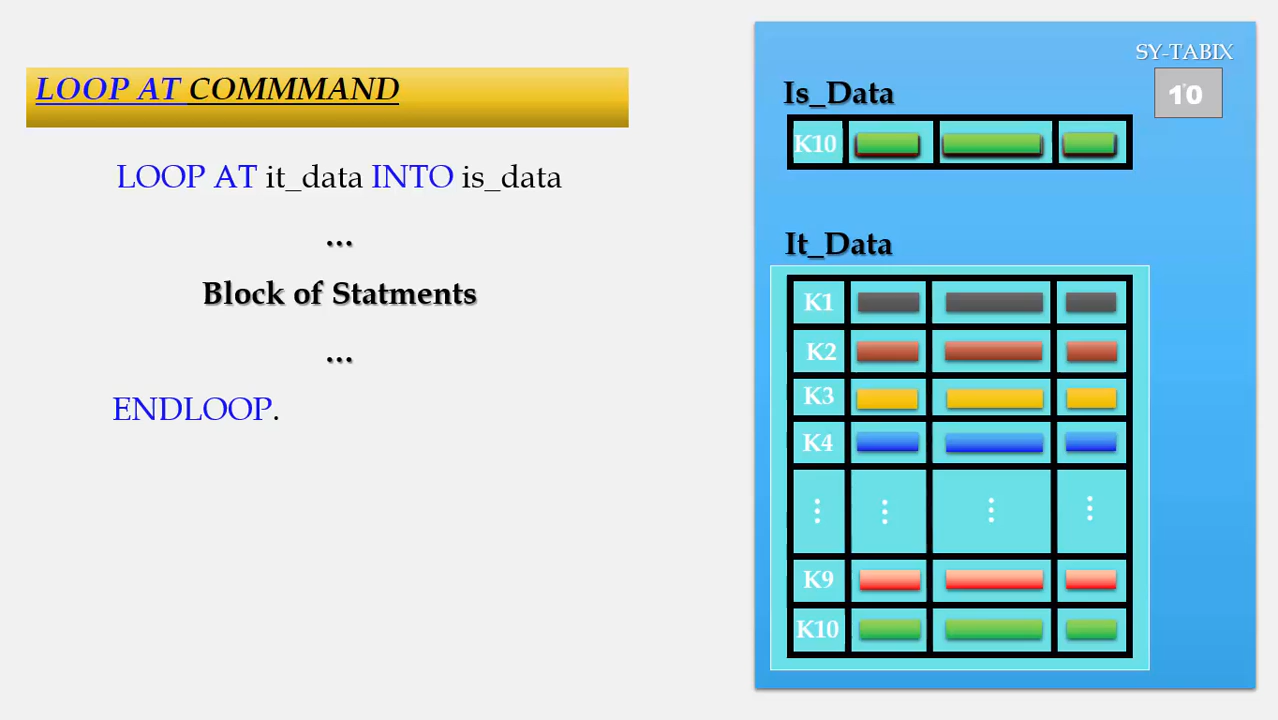 LOOP AT COMMMAND
LOOP AT it_data INTO is_data
...
Block of Statments
...
ENDLOOP.
SY-TABIX
10
Is_Data
K10
It_Data
K1
K2
K3
K4
⋮ ⋮ ⋮ ⋮
K9
K10